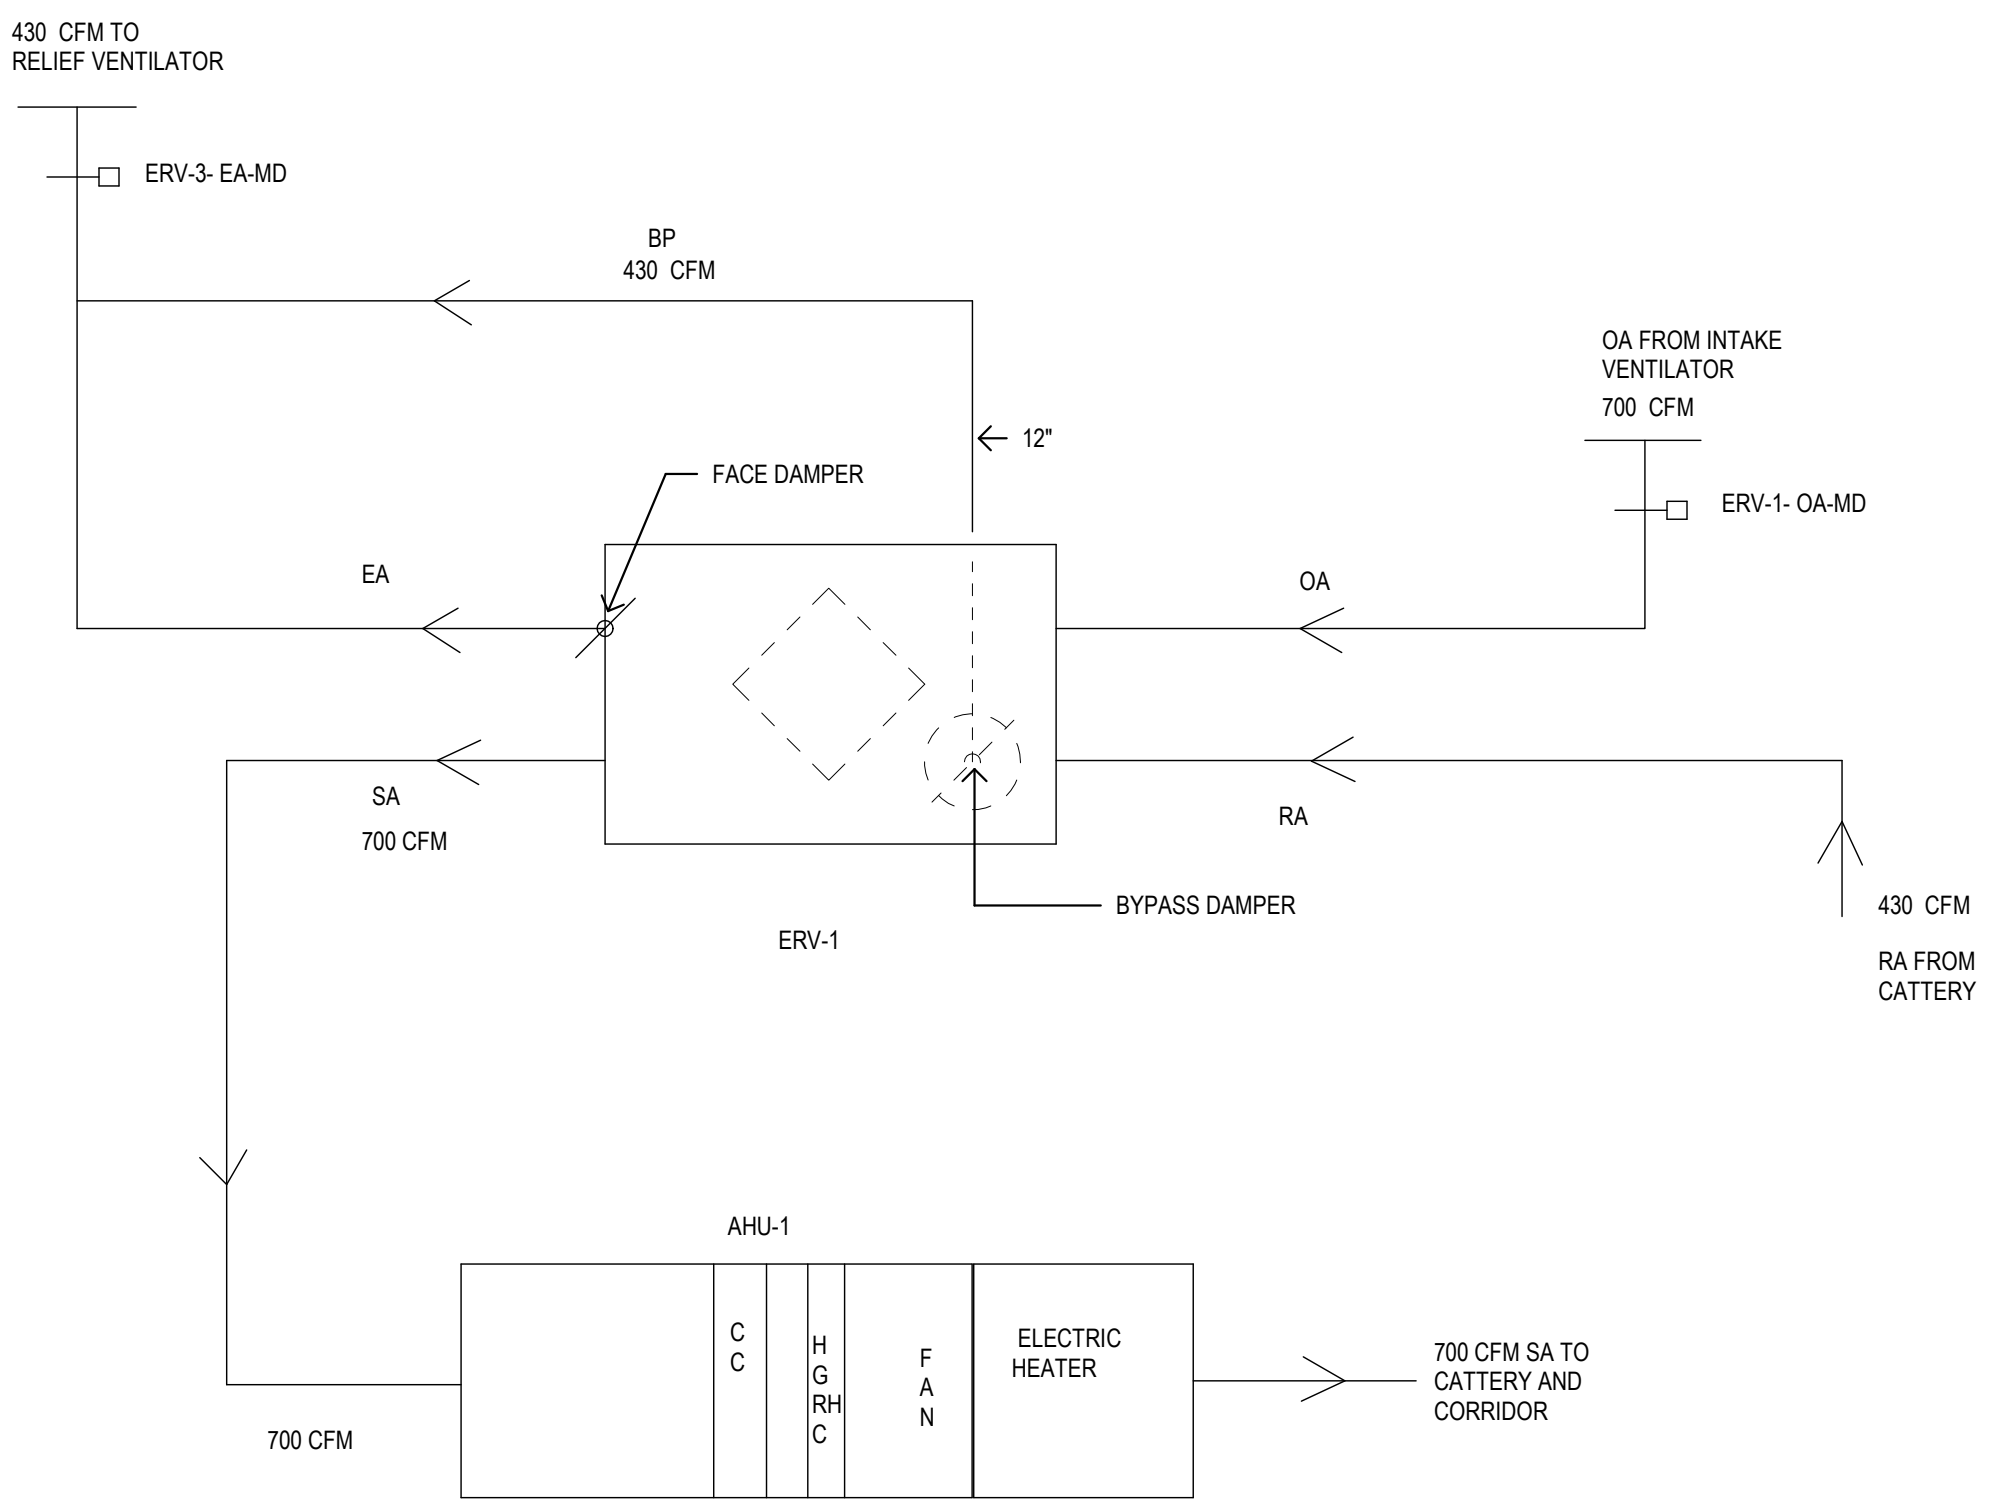 430 CFM TO
RELIEF VENTILATOR
ERV-3- EA-MD
BP
430 CFM
OA FROM INTAKE
VENTILATOR
700 CFM
12"
FACE DAMPER
ERV-1- OA-MD
EA
OA
SA
700 CFM
RA
BYPASS DAMPER
430 CFM
ERV-1
RA FROM
CATTERY
AHU-1
C
C
H
G
RH
C
F
A
N
ELECTRIC
HEATER
700 CFM SA TO
CATTERY AND
CORRIDOR
700 CFM